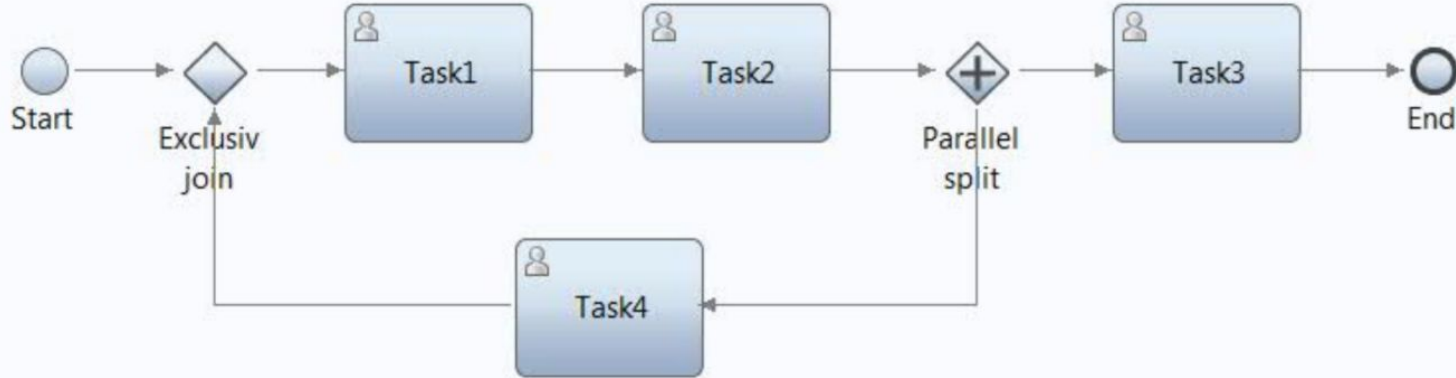 Start
Exclusiv
join
Task1
Task2
Parallel
split
Task3
End
Task4